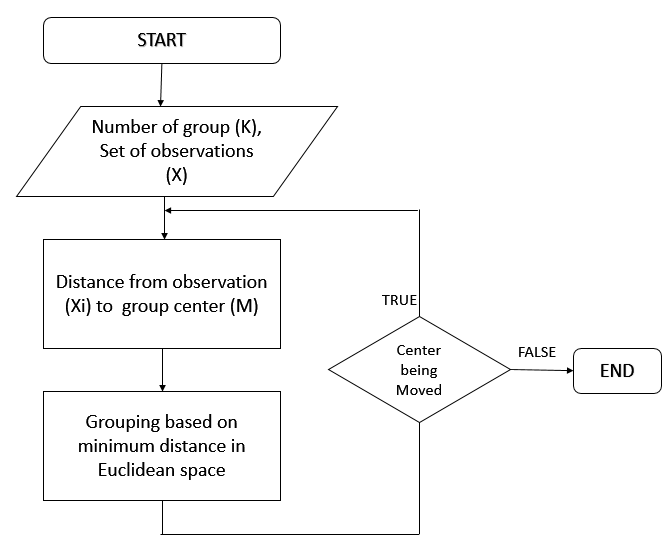 START
Number of group (K),
Set of observations
(X)
Distance from observation
(Xi) to group center (M)
Grouping based on
minimum distance in
Euclidean space
TRUE
Center
being
Moved
FALSE
END